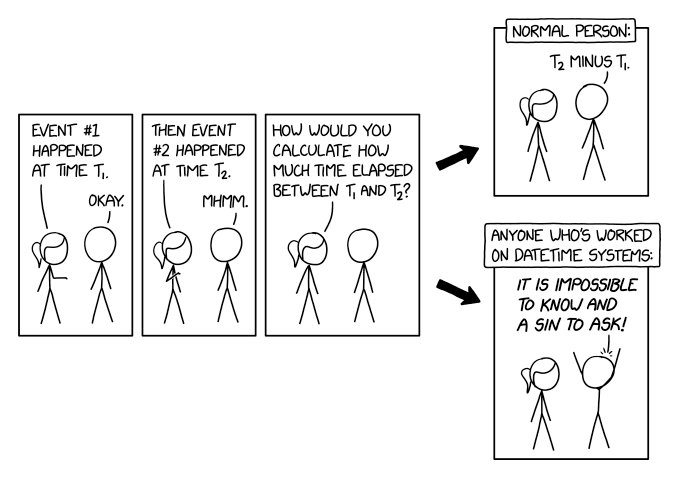 EVENT #1
HAPPENED
AT TIME T₁.
OKAY.
THEN EVENT
#2 HAPPENED
AT TIME T₂.
MHMM.
HOW WOULD YOU
CALCULATE HOW
MUCH TIME ELAPSED
BETWEEN T₁ AND T₂?
NORMAL PERSON:
T₂ MINUS T₁.
ANYONE WHO'S WORKED
ON DATETIME SYSTEMS:
IT IS IMPOSSIBLE
TO KNOW AND
A SIN TO ASK!